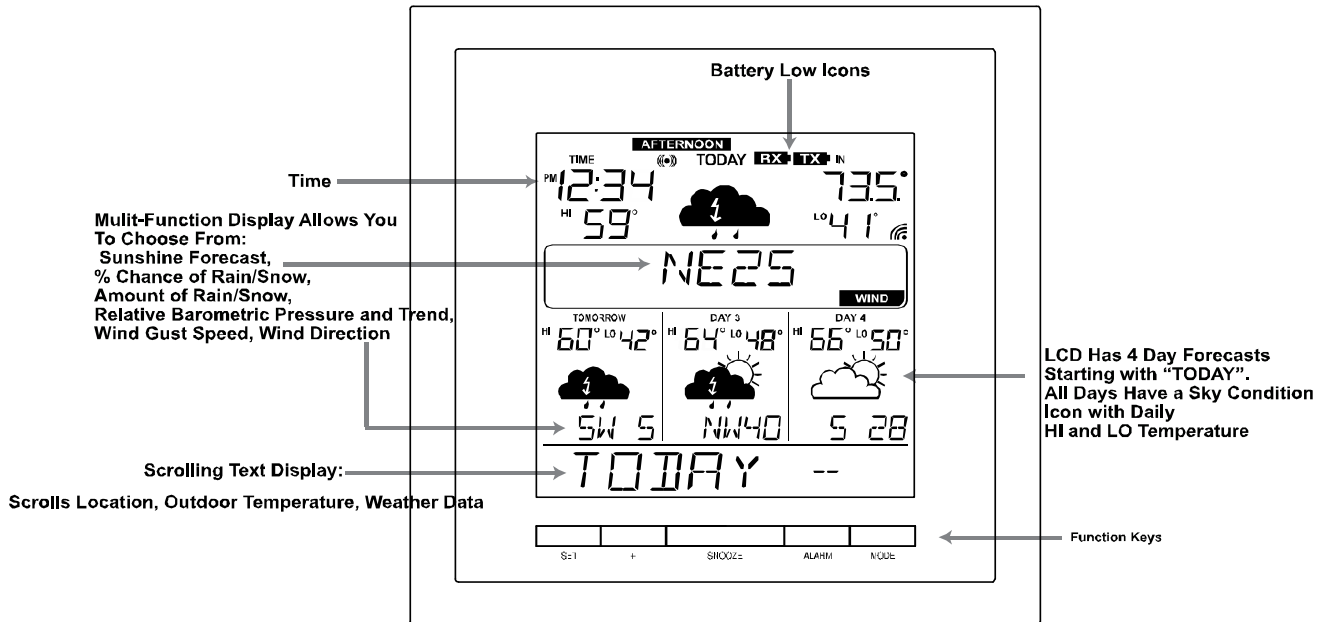 Battery Low Icons
AFTERNOON
TIME
TODAY RX TX IN
Time
PM 12:34
73.5°
HI 59°
LO 41°
Mulit-Function Display Allows You
To Choose From:
Sunshine Forecast,
% Chance of Rain/Snow,
Amount of Rain/Snow,
Relative Barometric Pressure and Trend,
Wind Gust Speed, Wind Direction
NE25
WIND
TOMORROW
DAY 3
DAY 4
HI 60° LO 42°
HI 64° LO 48°
HI 66° LO 50°
LCD Has 4 Day Forecasts
Starting with “TODAY”.
All Days Have a Sky Condition
Icon with Daily
HI and LO Temperature
SW 5
NW40
S 28
Scrolling Text Display:
TODAY --
Scrolls Location, Outdoor Temperature, Weather Data
Function Keys
SET
+
SNOOZE
ALARM
MODE